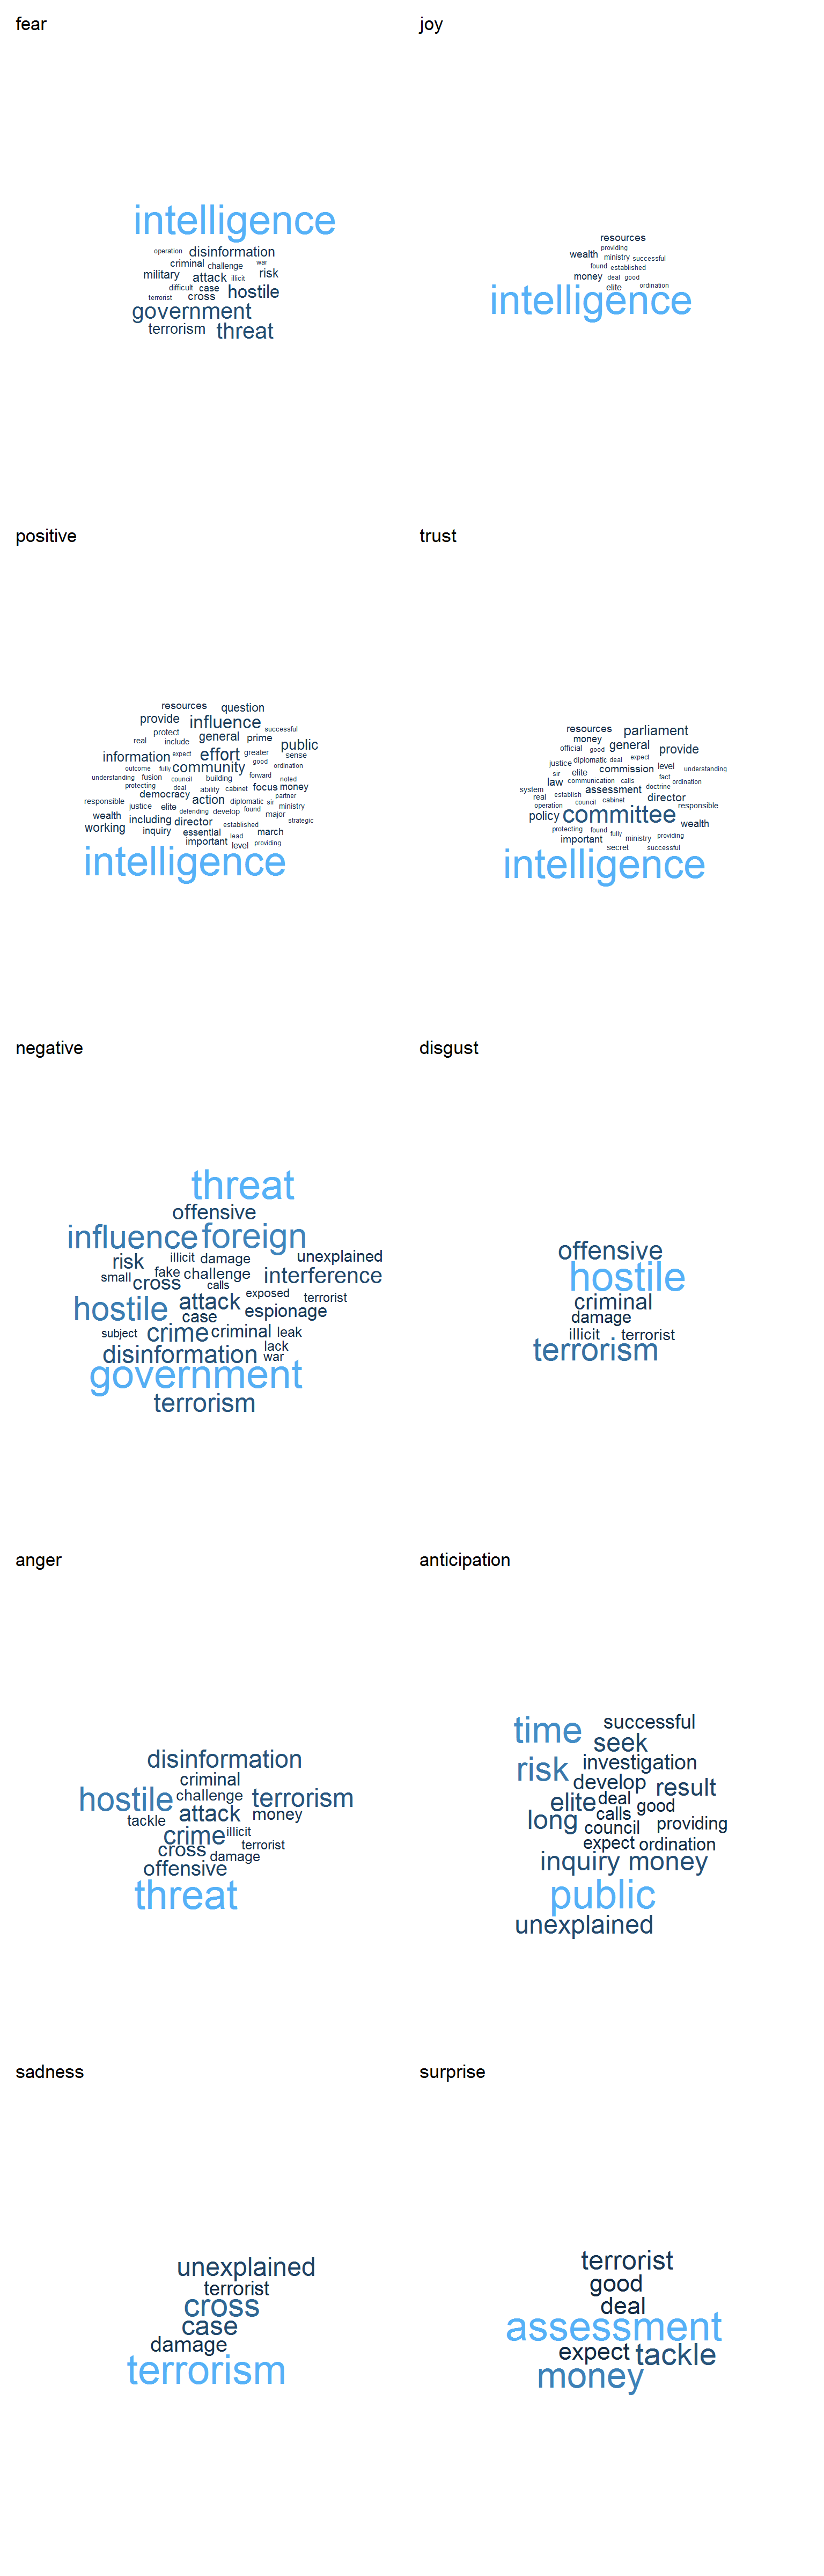 fear
intelligence
operation disinformation
criminal challenge war
military attack illicit risk
difficult case hostile
terrorist cross
government
terrorism threat
joy
resources
providing
wealth ministry successful
found established
money deal good
elite ordination
intelligence
positive
resources question
provide influence successful
protect general prime
real include public
information expect effort greater sense
outcome fully community good ordination
understanding fusion council building forward noted
protecting deal ability cabinet focus money
democracy action diplomatic sir partner
responsible justice elite defending develop found ministry
wealth including director major
working inquiry essential established march strategic
important lead level providing
intelligence
trust
resources parliament
money general provide
official good
justice diplomatic deal expect level
sir elite commission understanding
law communication calls fact ordination
system assessment doctrine
real establish director
operation council cabinet responsible
policy committee wealth
protecting found fully ministry providing
important secret successful
intelligence
negative
threat
offensive
influence foreign
risk illicit damage unexplained
small fake challenge interference
cross calls
hostile attack exposed terrorist
case espionage
subject crime criminal leak
disinformation lack
war
government
terrorism
disgust
offensive
hostile
criminal
damage
illicit terrorist
terrorism
anger
disinformation
criminal
hostile challenge terrorism
tackle attack money
crime illicit
cross terrorist
offensive damage
threat
anticipation
time successful
seek
risk investigation
develop result
elite deal good
long calls providing
council
expect ordination
inquiry money
public
unexplained
sadness
unexplained
terrorist
cross
case
damage
terrorism
surprise
terrorist
good
deal
assessment
expect tackle
money